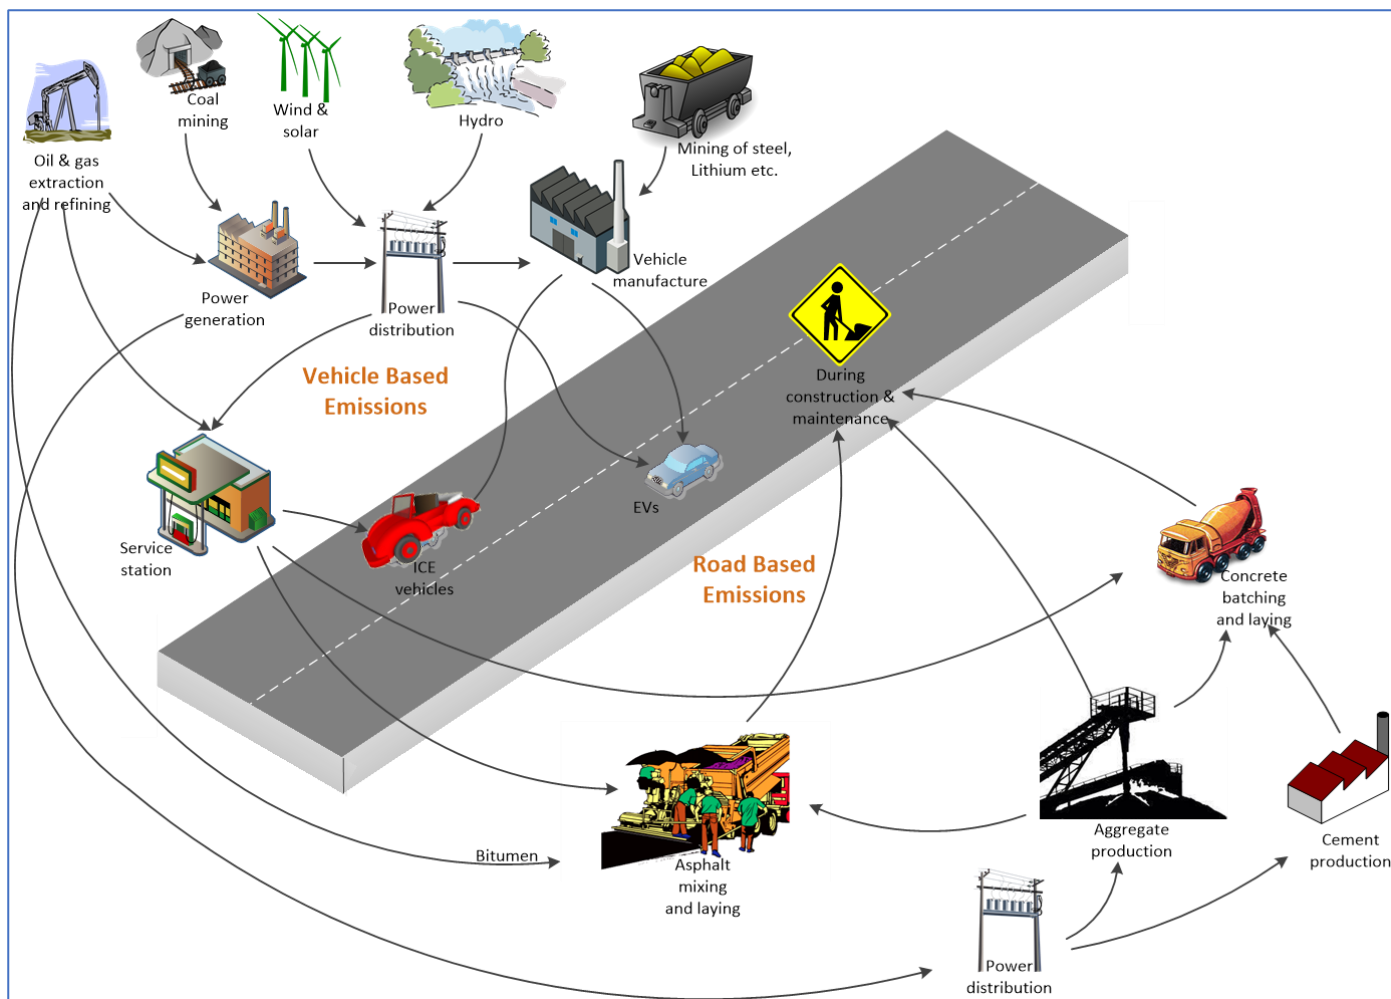 Coal
mining
Wind &
solar
Hydro
Mining of steel,
Lithium etc.
Oil & gas
extraction
and refining
Power
generation
Power
distribution
Vehicle
manufacture
Vehicle Based
Emissions
During
construction &
maintenance
EVs
Service
station
ICE
vehicles
Road Based
Emissions
Concrete
batching
and laying
Bitumen
Asphalt
mixing
and laying
Aggregate
production
Cement
production
Power
distribution